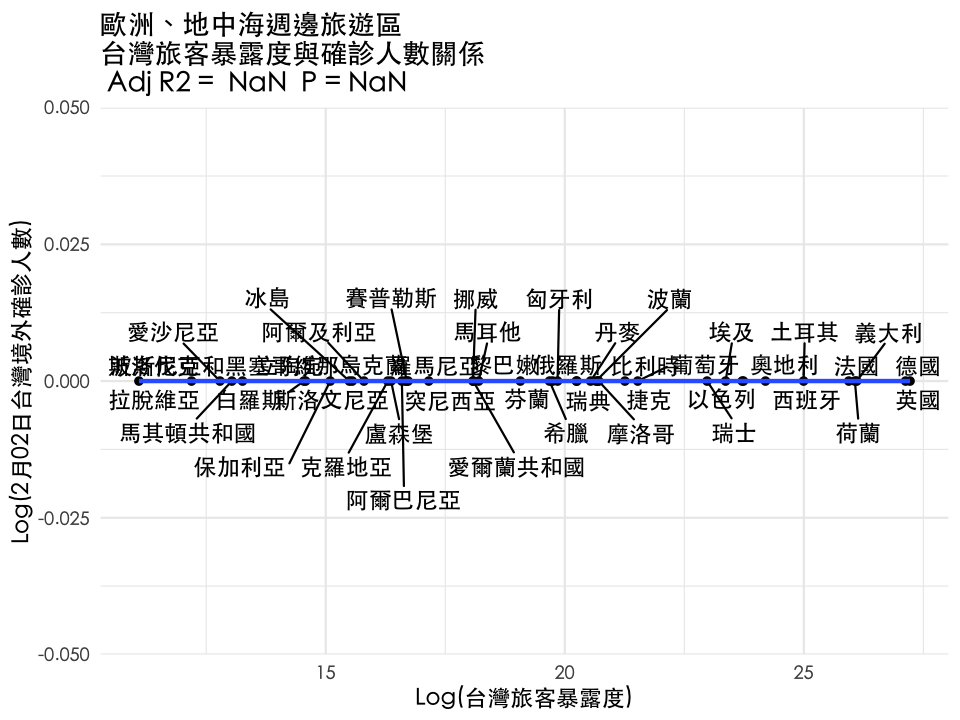 歐洲、地中海週邊旅遊區
台灣旅客暴露度與確診人數關係
Adj R2 = NaN P = NaN
Log(2月02日台灣境外確診人數)
0.050
0.025
0.000
-0.025
-0.050
冰島
賽普勒斯
挪威
匈牙利
波蘭
愛沙尼亞
阿爾及利亞
馬耳他
丹麥
埃及
土耳其
義大利
烏克蘭
羅馬尼亞
黎巴嫩
俄羅斯
比利時
葡萄牙
奧地利
法國
德國
拉脫維亞
白羅斯
斯洛文尼亞
突尼西亞
芬蘭
瑞典
捷克
以色列
西班牙
英國
馬其頓共和國
盧森堡
希臘
摩洛哥
瑞士
荷蘭
保加利亞
克羅地亞
愛爾蘭共和國
阿爾巴尼亞
15
20
25
Log(台灣旅客暴露度)